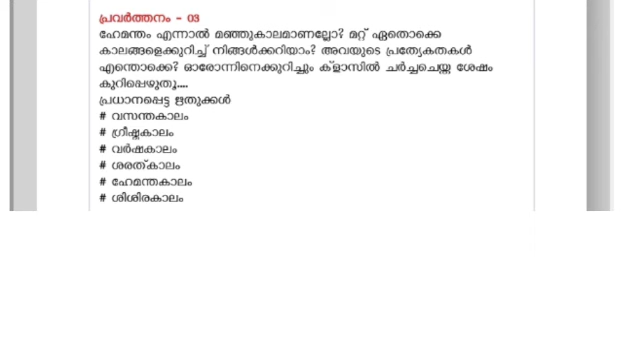 പ്രവർത്തനം - 03
ഹേമന്തം എന്നാൽ മഞ്ഞുകാലമാണല്ലോ? മറ്റ് ഏതൊക്കെ
കാലങ്ങളെക്കുറിച്ച് നിങ്ങൾക്കറിയാം? അവയുടെ പ്രത്യേകതകൾ
എന്തൊക്കെ? ഓരോന്നിനെക്കുറിച്ചും ക്ളാസിൽ ചർച്ചചെയ്ത ശേഷം
കുറിപ്പെഴുതൂ....
പ്രധാനപ്പെട്ട ഋതുക്കൾ
# വസന്തകാലം
# ഗ്രീഷ്മകാലം
# വർഷകാലം
# ശരത്കാലം
# ഹേമന്തകാലം
# ശിശിരകാലം